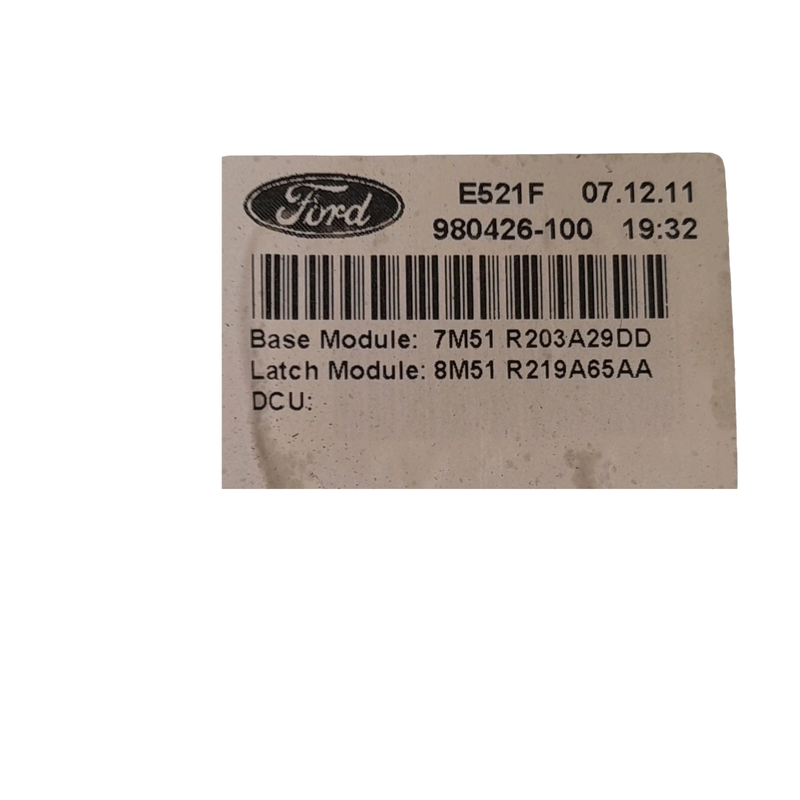 Ford E521F 07.12.11
980426-100 19:32
Base Module: 7M51 R203A29DD
Latch Module: 8M51 R219A65AA
DCU: